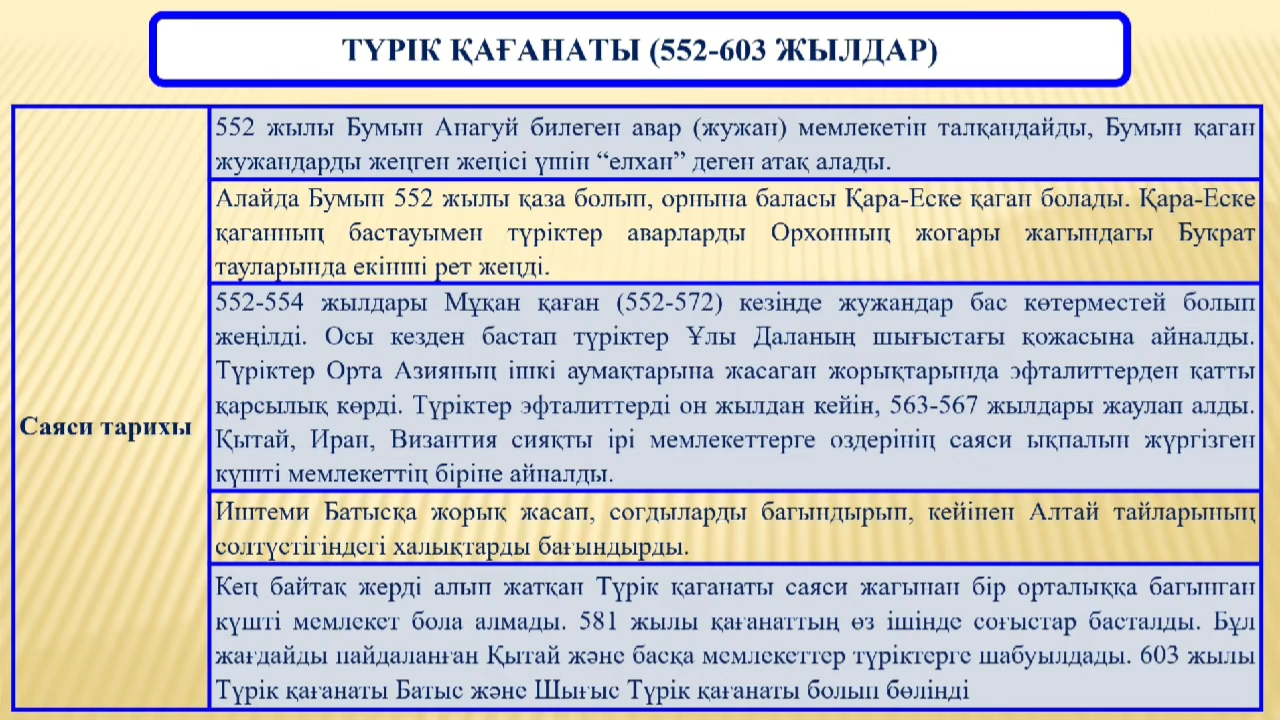 ТҮРІК ҚАҒАНАТЫ (552-603 ЖЫЛДАР)
Саяси тарихы
552 жылы Бумын Анагуй билеген авар (жужан) мемлекетін талқандайды, Бумын қаған
жужандарды жеңген жеңісі үшін “елхан” деген атақ алады.
Алайда Бумын 552 жылы қаза болып, орнына баласы Қара-Еске қаған болады. Қара-Еске
қағанның бастауымен түріктер аварларды Орхонның жоғары жағындағы Букрат
тауларында екінші рет жеңді.
552-554 жылдары Мұқан қаған (552-572) кезінде жужандар бас көтерместей болып
жеңілді. Осы кезден бастап түріктер Ұлы Даланың шығыстағы қожасына айналды.
Түріктер Орта Азияның ішкі аумақтарына жасаған жорықтарында эфталиттерден қатты
қарсылық көрді. Түріктер эфталиттерді он жылдан кейін, 563-567 жылдары жаулап алды.
Қытай, Иран, Византия сияқты ірі мемлекеттерге өздерінің саяси ықпалын жүргізген
күшті мемлекеттің біріне айналды.
Иштеми Батысқа жорық жасап, соғдыларды бағындырып, кейінен Алтай тайларының
солтүстігіндегі халықтарды бағындырды.
Кең байтақ жерді алып жатқан Түрік қағанаты саяси жағынан бір орталыққа бағынған
күшті мемлекет бола алмады. 581 жылы қағанаттың өз ішінде соғыстар басталды. Бұл
жағдайды пайдаланған Қытай және басқа мемлекеттер түріктерге шабуылдады. 603 жылы
Түрік қағанаты Батыс және Шығыс Түрік қағанаты болып бөлінді